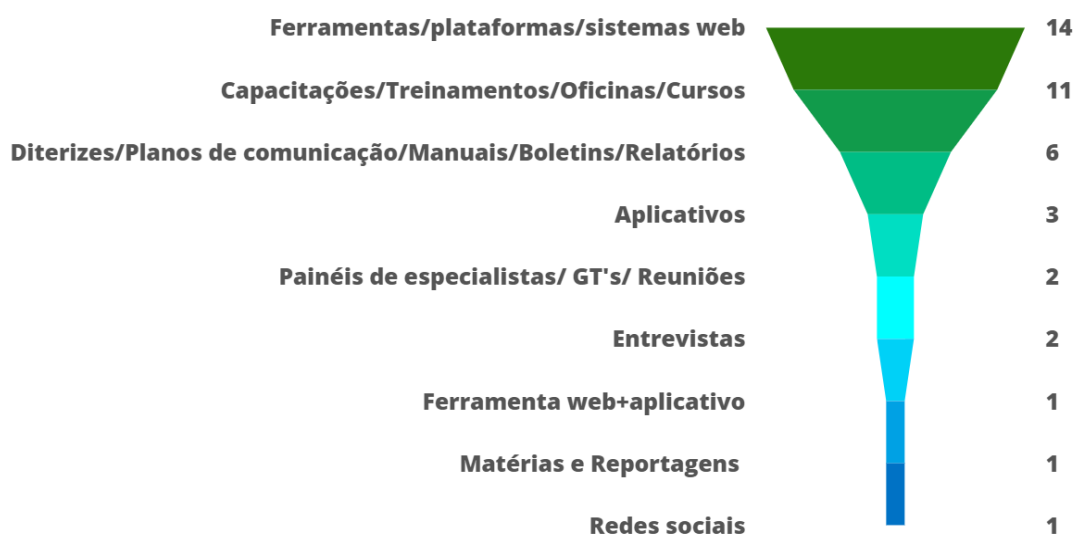 Ferramentas/plataformas/sistemas web 14
Capacitações/Treinamentos/Oficinas/Cursos 11
Diterizes/Planos de comunicação/Manuais/Boletins/Relatórios 6
Aplicativos 3
Painéis de especialistas/ GT's/ Reuniões 2
Entrevistas 2
Ferramenta web+aplicativo 1
Matérias e Reportagens 1
Redes sociais 1